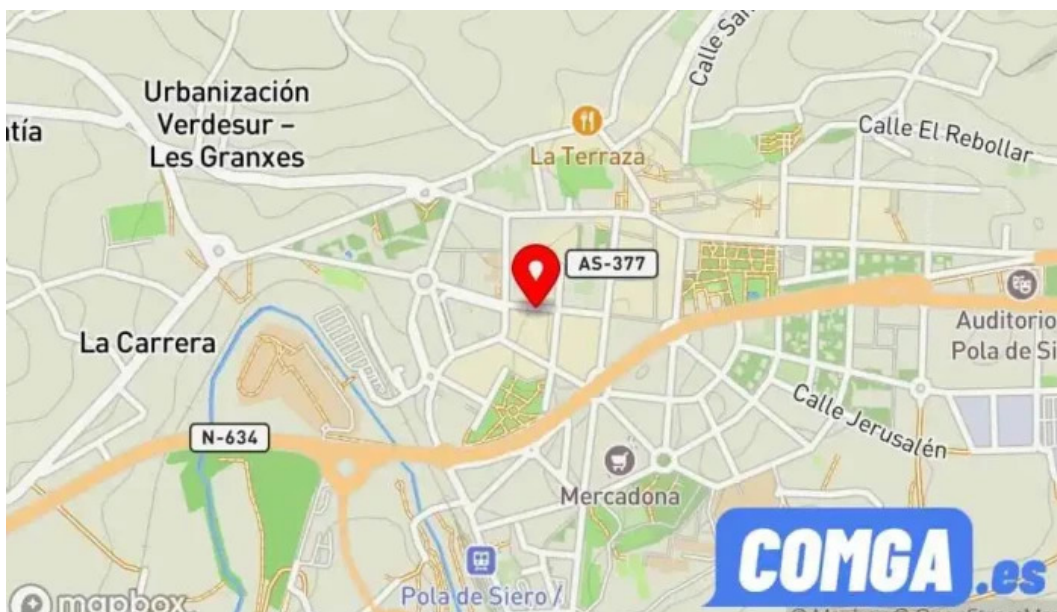 Calle San
Urbanización
Verdesur –
Les Granxes
tía
La Terraza
Calle El Rebollar
AS-377
La Carrera
Auditorio
Pola de Si
N-634
Calle Jerusalén
Mercadona
Pola de Siero /
COMGA.es
mapbox